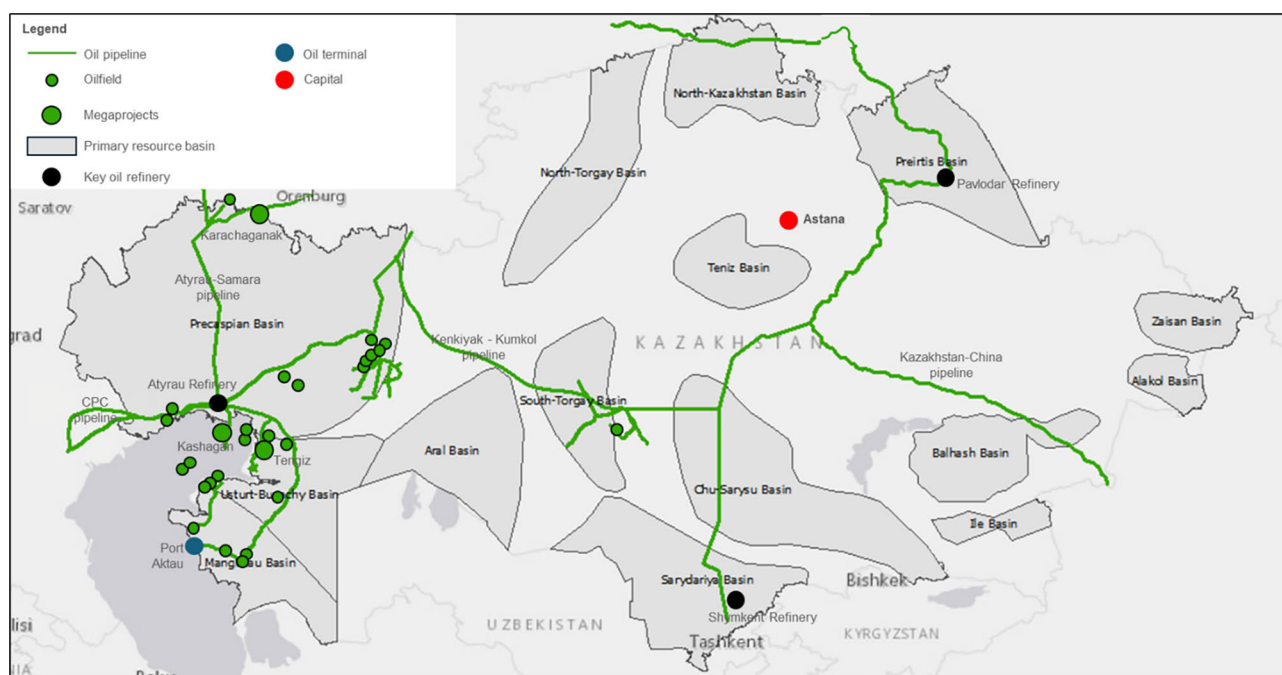 Legend
Oil pipeline
Oil terminal
Oilfield
Capital
Megaprojects
Primary resource basin
Key oil refinery
North-Kazakhstan Basin
North-Torgay Basin
Preirtis Basin
Pavlodar Refinery
Saratov
Orenburg
Karachaganak
Astana
Teniz Basin
Atyrau-Samara
pipeline
Precaspian Basin
grad
Kenkiyak - Kumkol
pipeline
KAZAKHSTAN
Zaisan Basin
Kazakhstan-China
pipeline
Alakol Basin
Atyrau Refinery
CPC
pipeline
South-Torgay Basin
Kashagan
Tengiz
Aral Basin
Balhash Basin
Usturt-Buzachy Basin
Chu-Sarysu Basin
Ile Basin
Port
Aktau
Mangistau Basin
Sarydariya Basin
Bishkek
Shymkent Refinery
UZBEKISTAN
Tashkent
KYRGYZSTAN
lisi
NIA